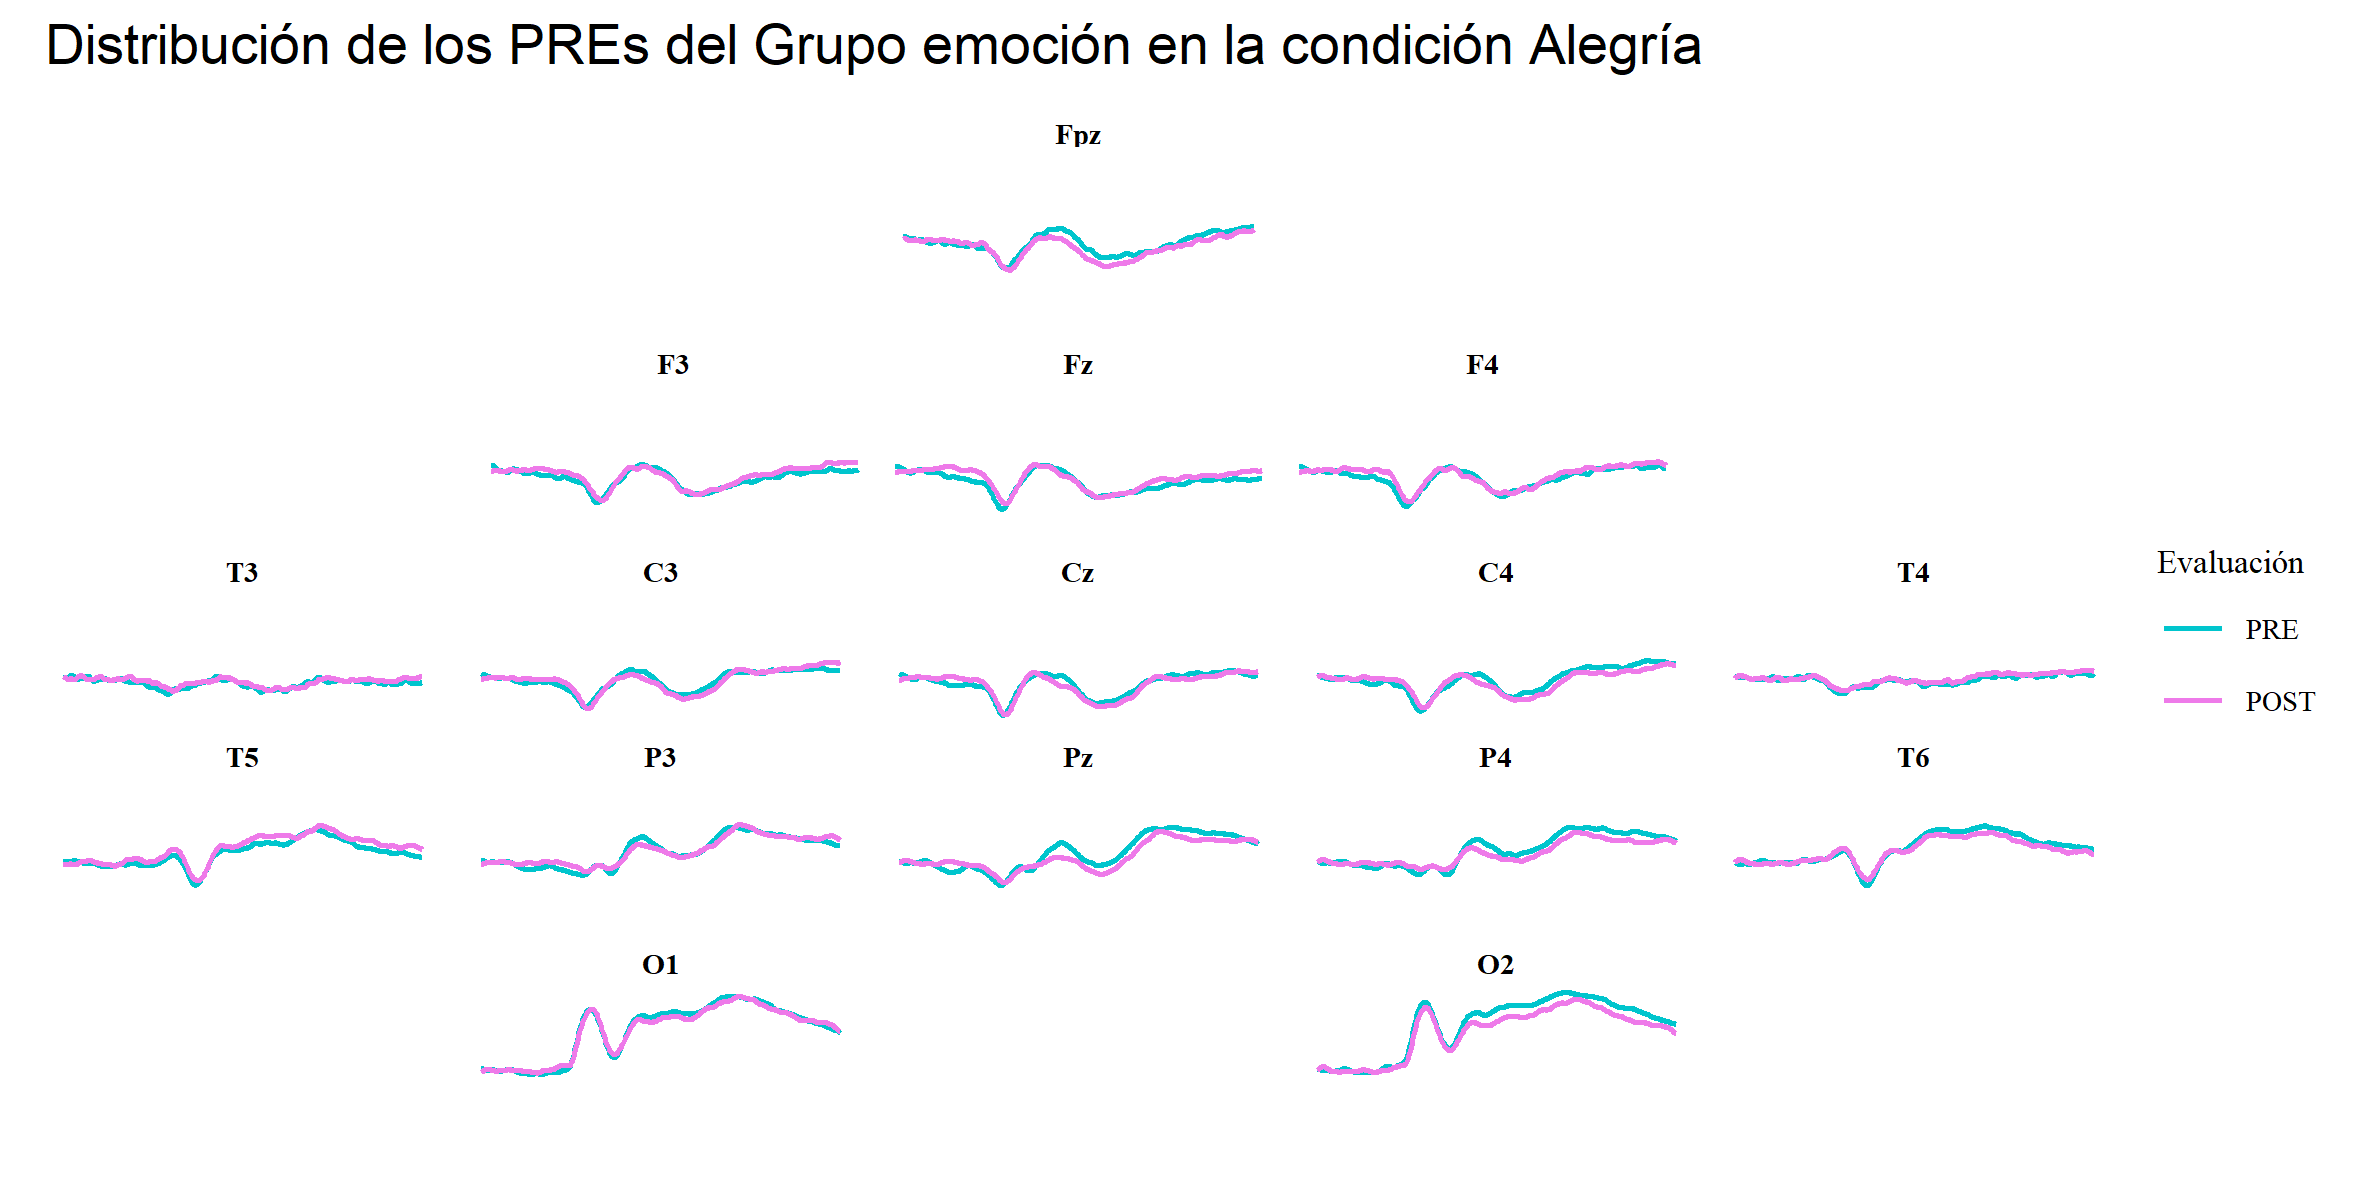 Distribución de los PREs del Grupo emoción en la condición Alegría
Fpz
F3 Fz F4
T3 C3 Cz C4 T4
Evaluación
PRE
POST
T5 P3 Pz P4 T6
O1 O2